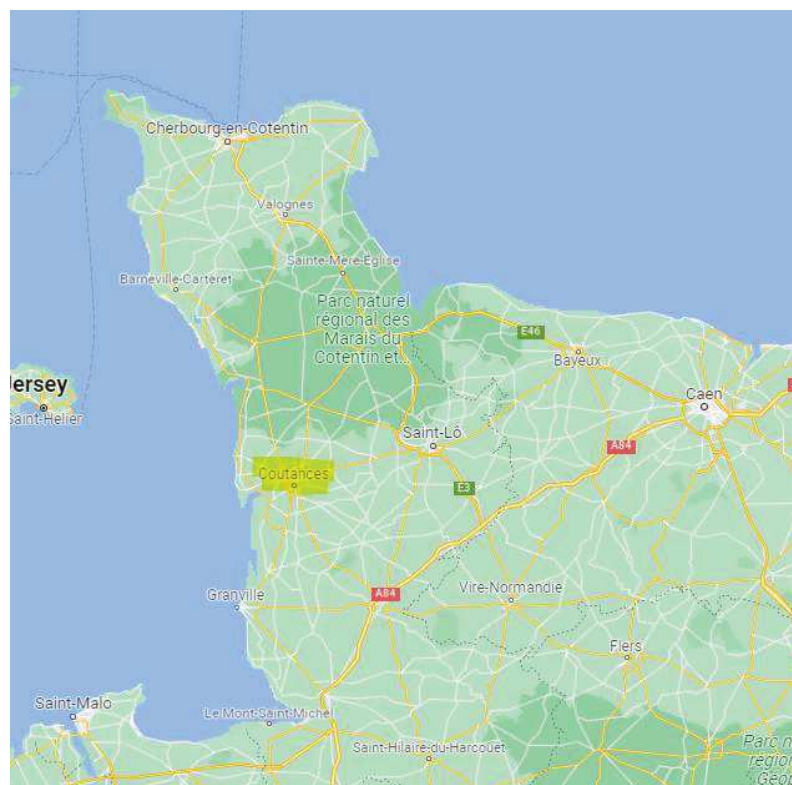 Cherbourg-en-Cotentin
Valognes
Sainte-Mère-Église
Barneville-Carteret
Parc naturel
régional des
Marais du
Cotentin et...
E46
Bayeux
Jersey
Saint-Helier
Caen
Saint-Lô
A84
Coutances
E3
A84
Vire-Normandie
Granville
Flers
Saint-Malo
Le Mont-Saint-Michel
Saint-Hilaire-du-Harcouët
Parc n
régio
Géop